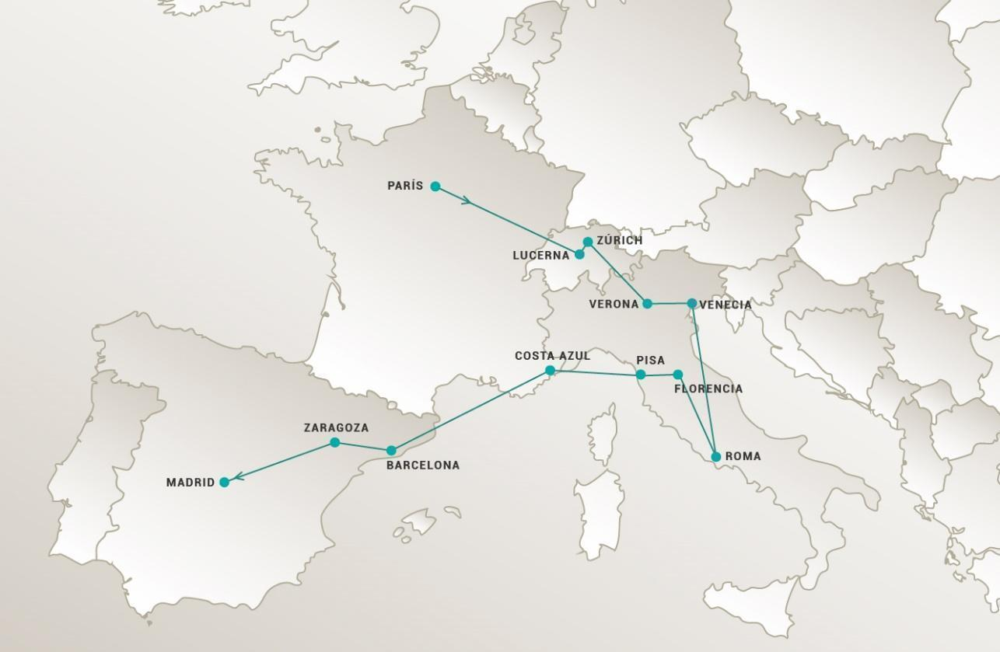 PARÍS
ZÚRICH
LUCERNA
VERONA
VENECIA
COSTA AZUL
PISA
FLORENCIA
ZARAGOZA
ROMA
BARCELONA
MADRID